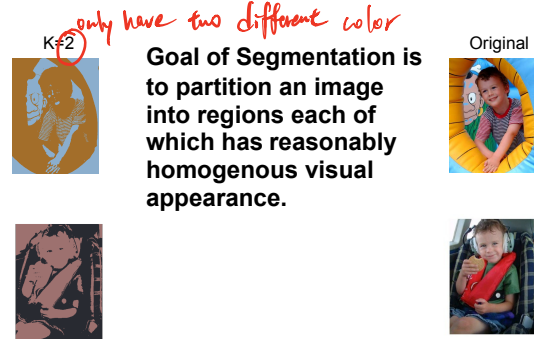 only have two different color
K=2
Goal of Segmentation is
to partition an image
into regions each of
which has reasonably
homogenous visual
appearance.
Original